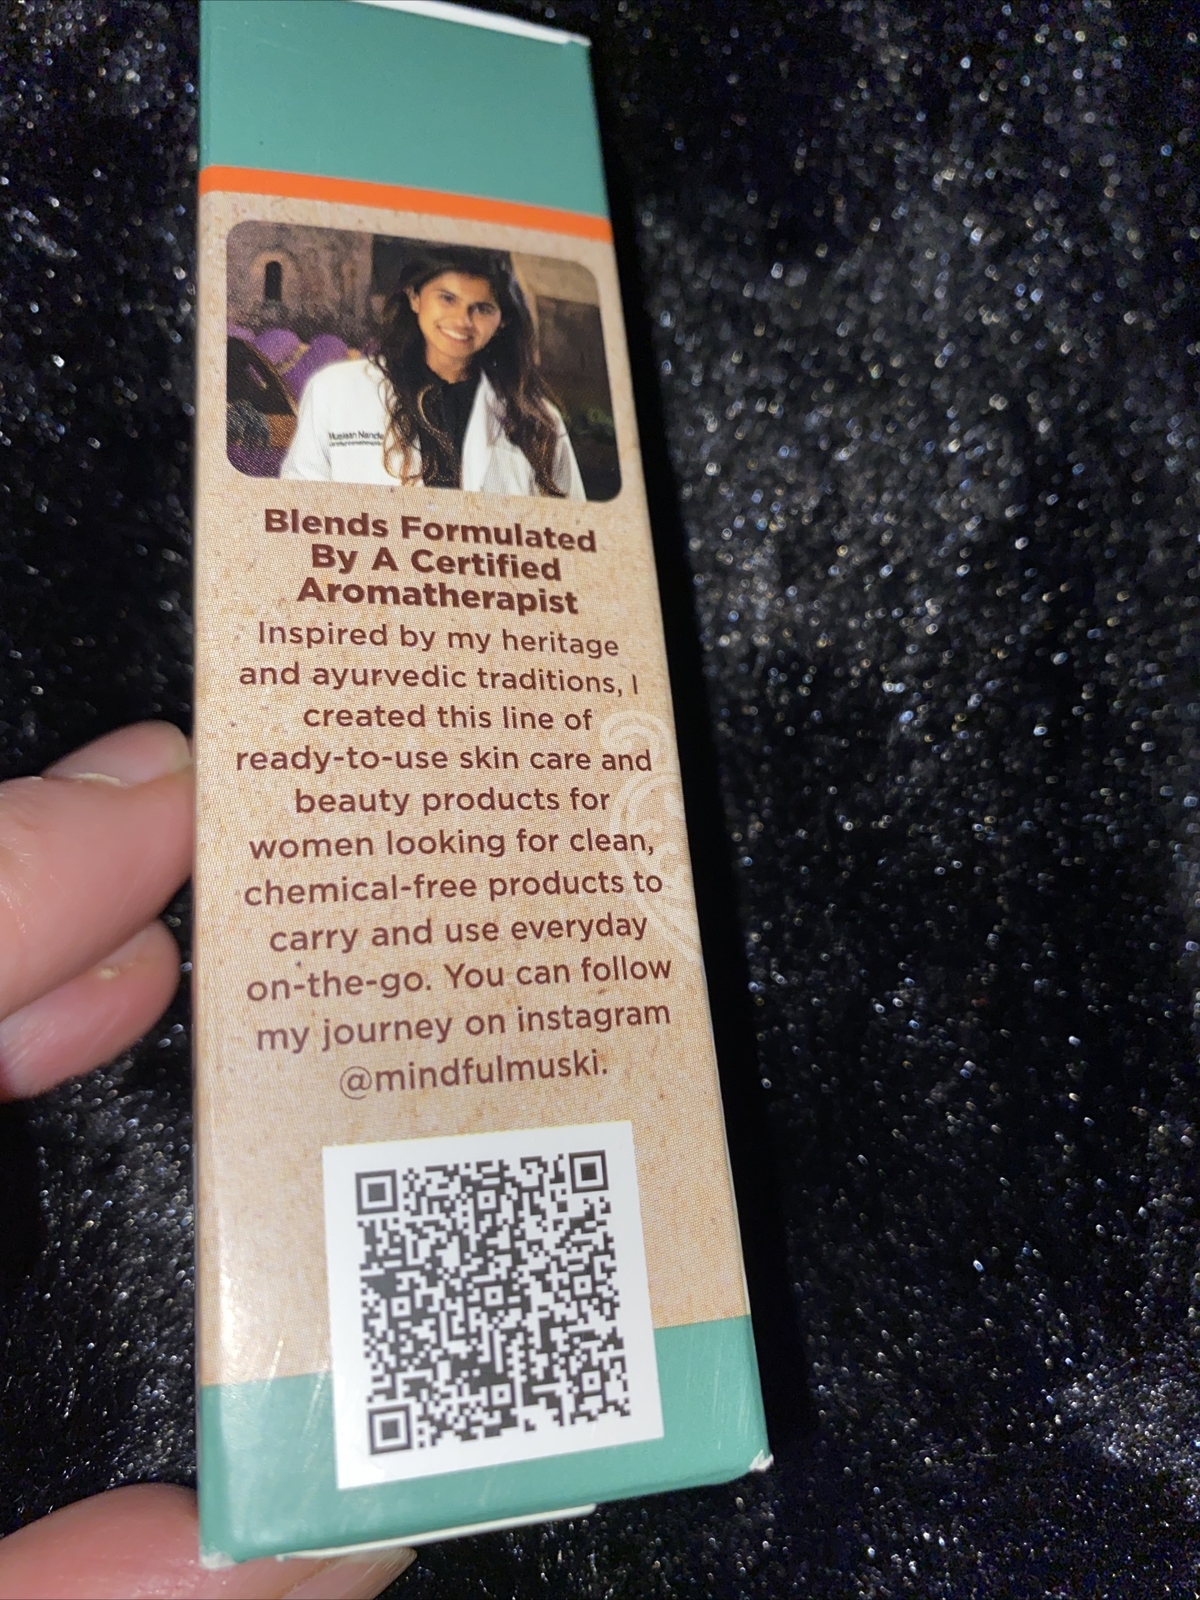 Muskan Nanda
Blends Formulated
By A Certified
Aromatherapist
Inspired by my heritage
and ayurvedic traditions, I
created this line of
ready-to-use skin care and
beauty products for
women looking for clean,
chemical-free products to
carry and use everyday
on-the-go. You can follow
my journey on instagram
@mindfulmuski.